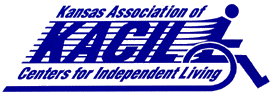 Kansas Association of
KACIL
Centers for Independent Living